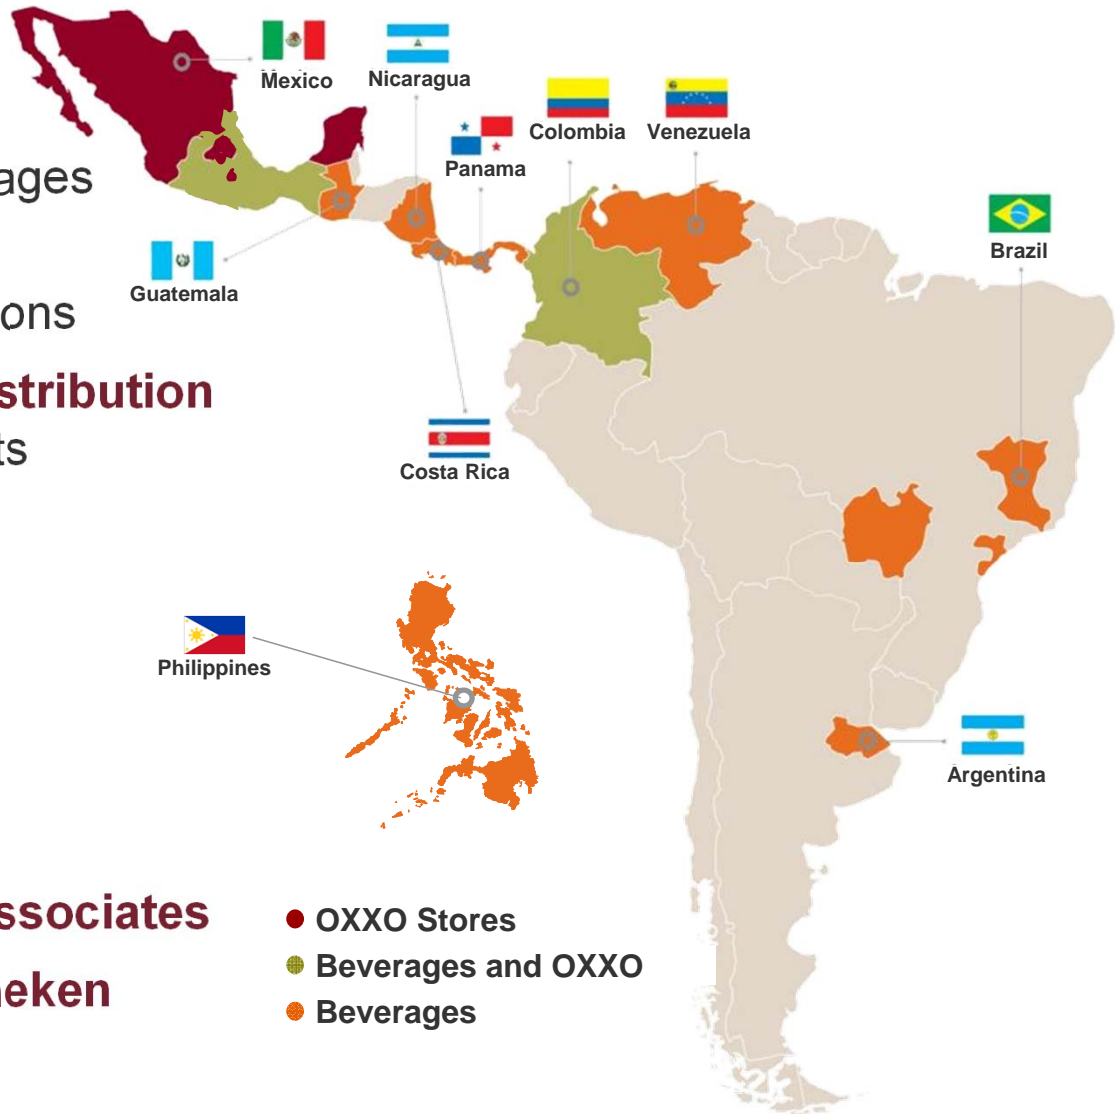 Mexico
Nicaragua
Colombia
Venezuela
Panama
ages
Brazil
Guatemala
ons
stribution
ts
Costa Rica
Philippines
Argentina
ssociates
eken
OXXO Stores
Beverages and OXXO
Beverages